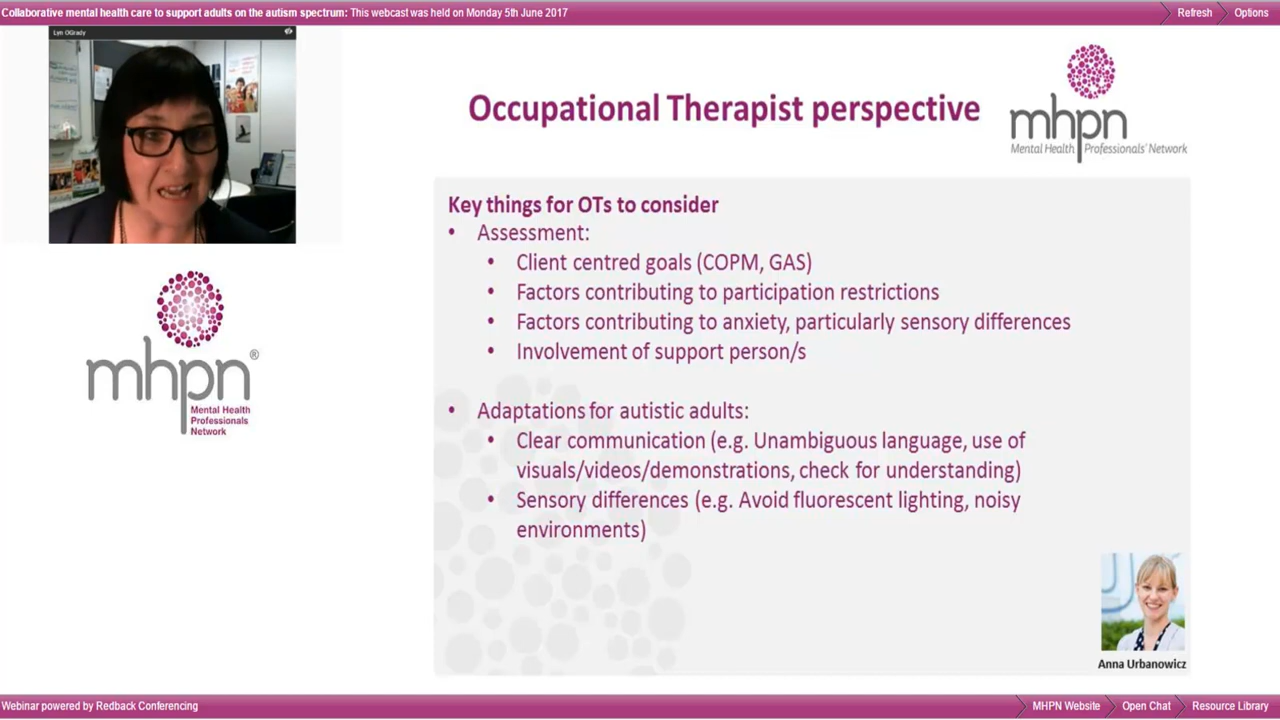 Collaborative mental health care to support adults on the autism spectrum: This webcast was held on Monday 5th June 2017
Refresh
Options
Lyn OGrady
Occupational Therapist perspective
mhpn
Mental Health Professionals' Network
Key things for OTs to consider
• Assessment:
• Client centred goals (COPM, GAS)
• Factors contributing to participation restrictions
• Factors contributing to anxiety, particularly sensory differences
• Involvement of support person/s
• Adaptations for autistic adults:
• Clear communication (e.g. Unambiguous language, use of
visuals/videos/demonstrations, check for understanding)
• Sensory differences (e.g. Avoid fluorescent lighting, noisy
environments)
mhpn®
Mental Health
Professionals
Network
Anna Urbanowicz
Webinar powered by Redback Conferencing
MHPN Website
Open Chat
Resource Library